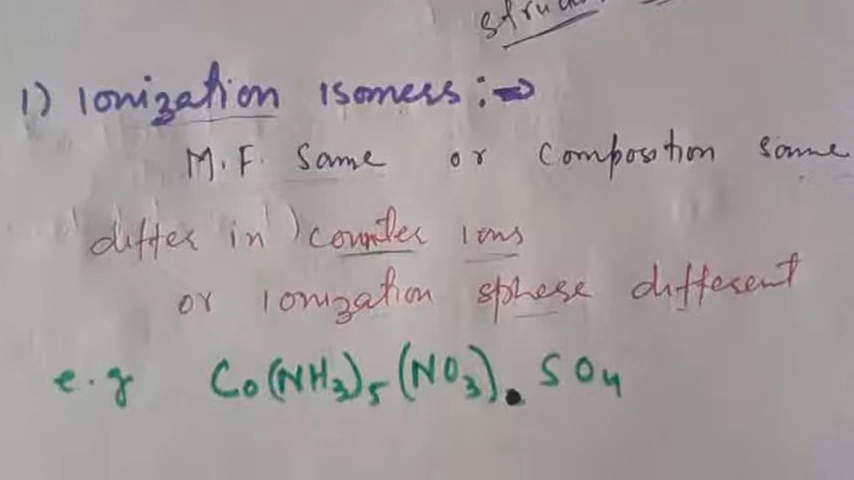 struc
1) Ionization Isomers :⇒
M.F. Same or Composition same
differ in counter ions
or ionization sphere different
e.g Co(NH3)5(NO3). SO4